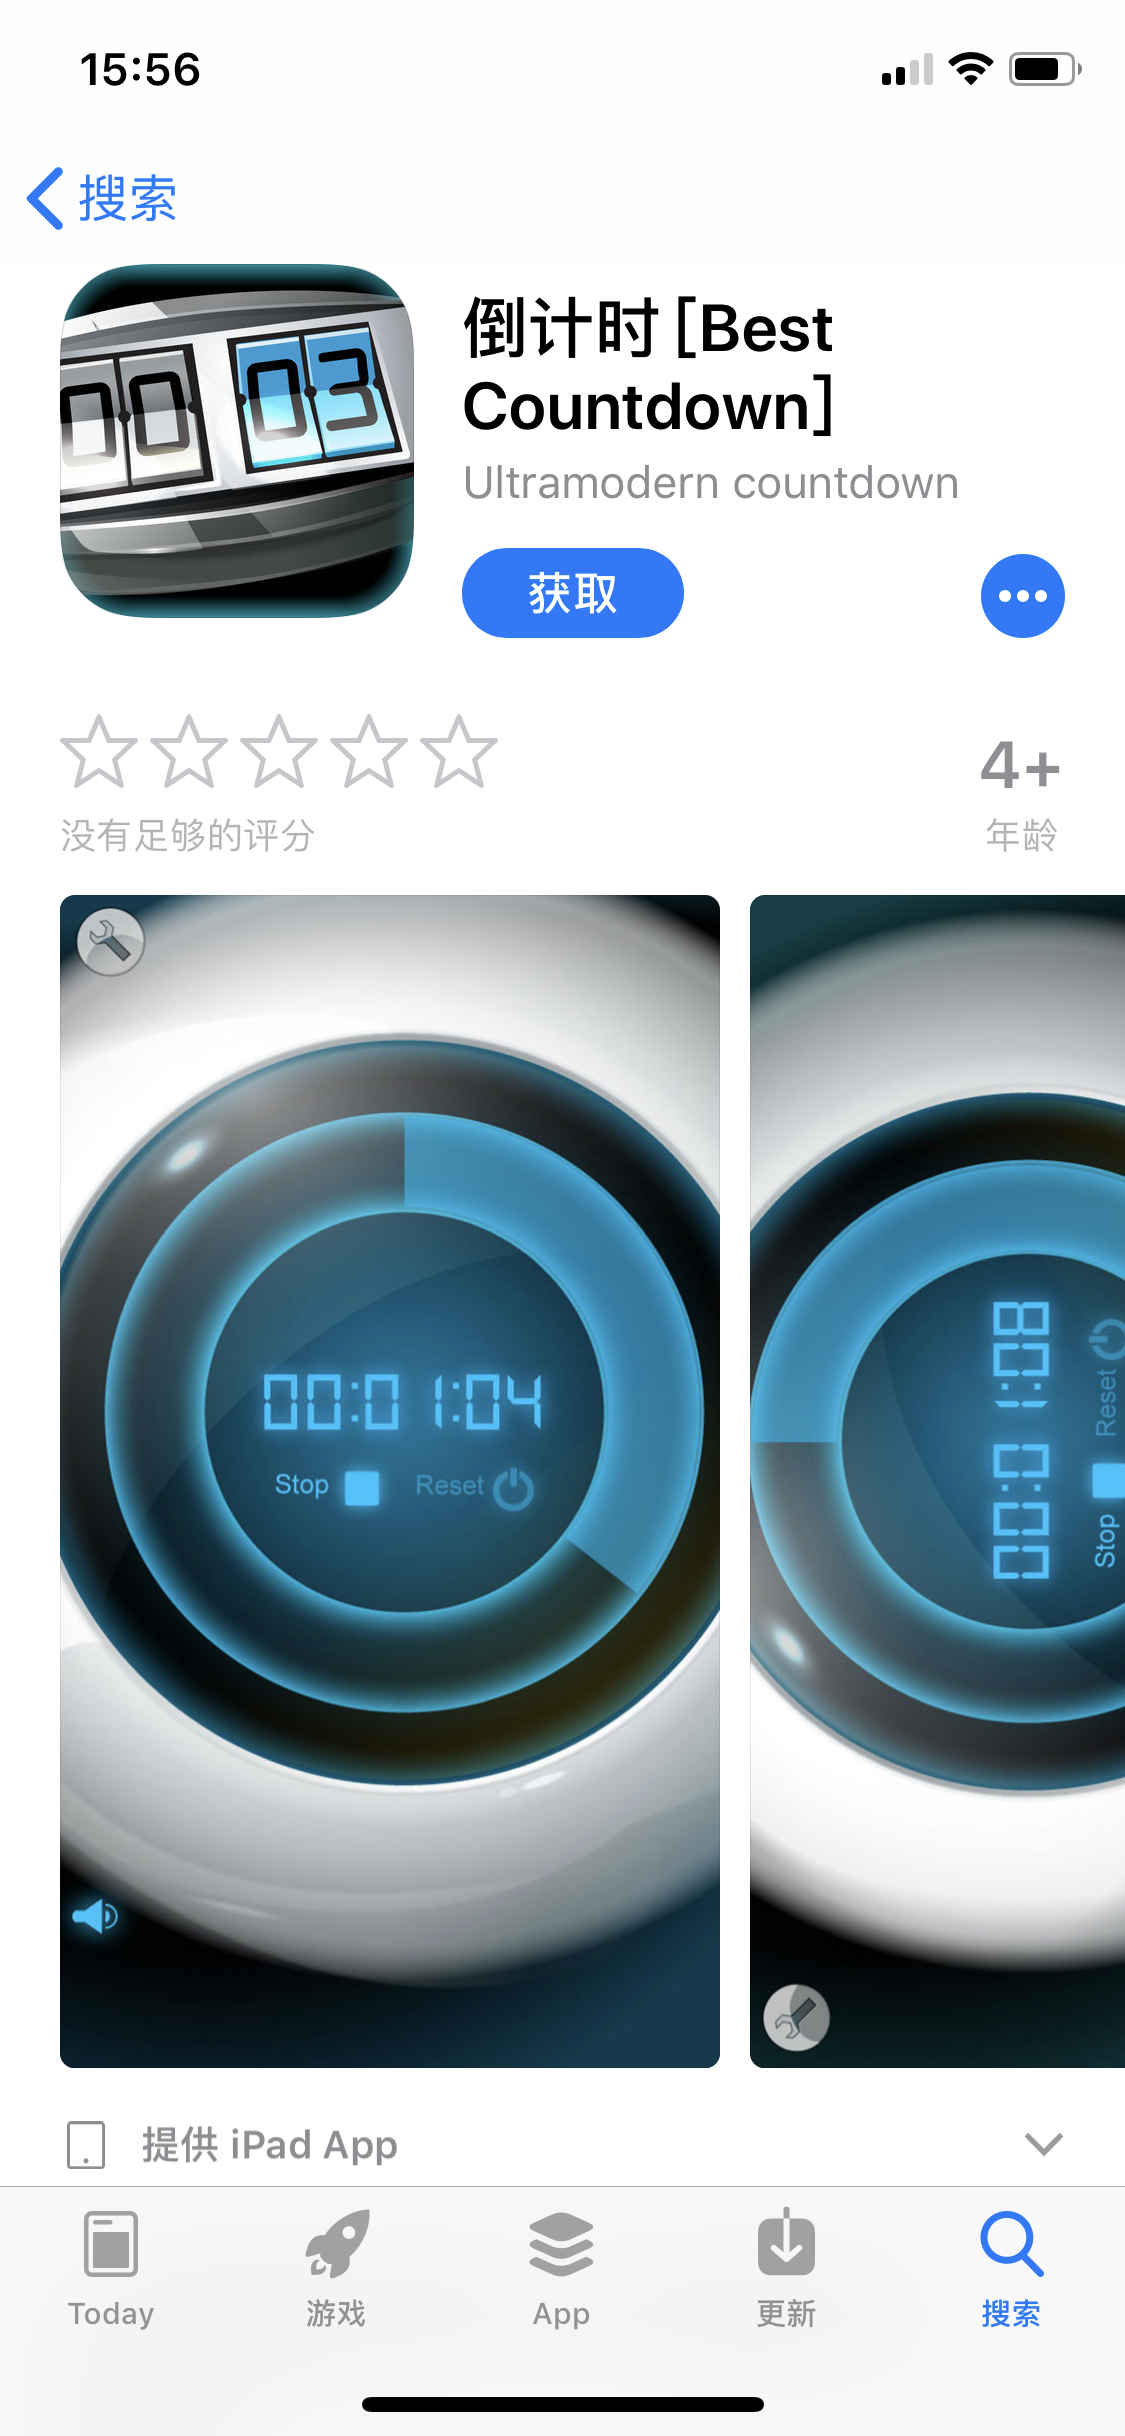 15:56
搜索
00 03
倒计时[Best
Countdown]
Ultramodern countdown
获取
4+
没有足够的评分
年龄
00:01:04
Stop
Reset
00:01:08
Stop
Reset
提供 iPad App
Today
游戏
App
更新
搜索